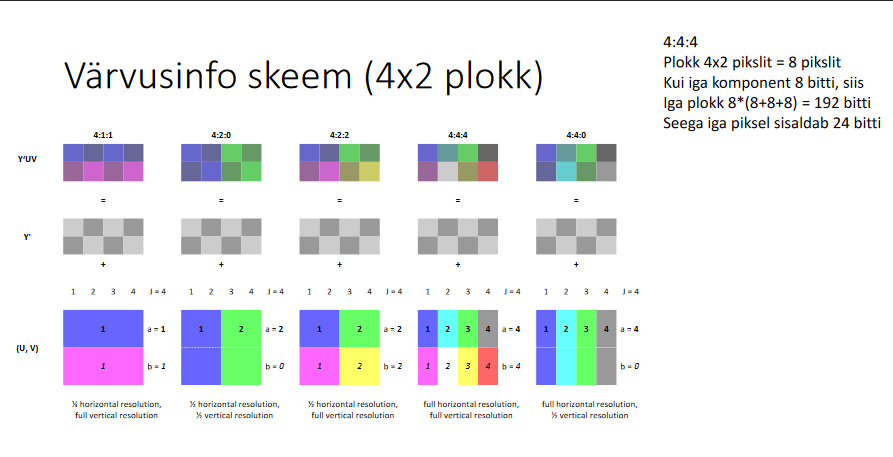 Värvusinfo skeem (4x2 plokk)
4:4:4
Plokk 4x2 pikslit = 8 pikslit
Kui iga komponent 8 bitti, siis
Iga plokk 8*(8+8+8) = 192 bitti
Seega iga piksel sisaldab 24 bitti
4:1:1 4:2:0 4:2:2 4:4:4 4:4:0
Y'UV
= = = = =
Y'
+ + + + +
1 2 3 4 J = 4 1 2 3 4 J = 4 1 2 3 4 J = 4 1 2 3 4 J = 4 1 2 3 4 J = 4
1 a = 1 1 2 a = 2 1 2 a = 2 1 2 3 4 a = 4 1 2 3 4 a = 4
(U, V)
1 b = 1 b = 0 1 2 b = 2 1 2 3 4 b = 4 b = 0
¼ horizontal resolution, ½ horizontal resolution, ½ horizontal resolution, full horizontal resolution, full horizontal resolution,
full vertical resolution ½ vertical resolution full vertical resolution full vertical resolution ½ vertical resolution